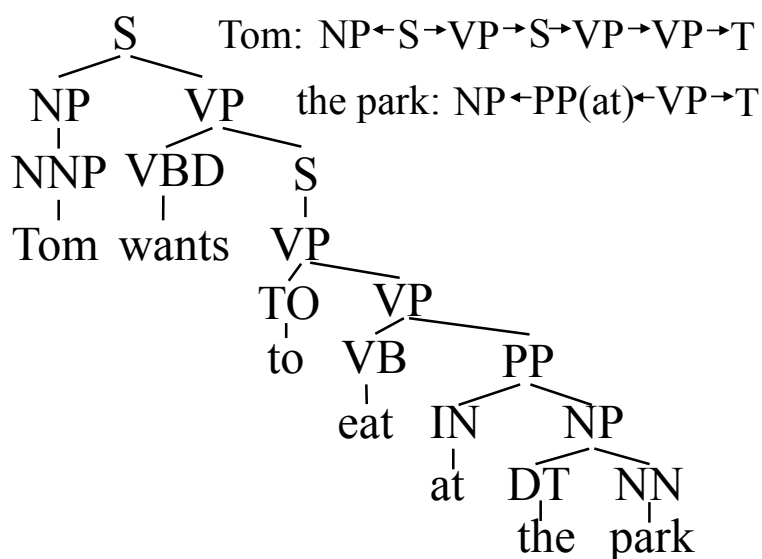 S Tom: NP←S→VP→S→VP→VP→T
NP VP the park: NP←PP(at)←VP→T
NNP VBD S
Tom wants VP
TO VP
to VB PP
eat IN NP
at DT NN
the park